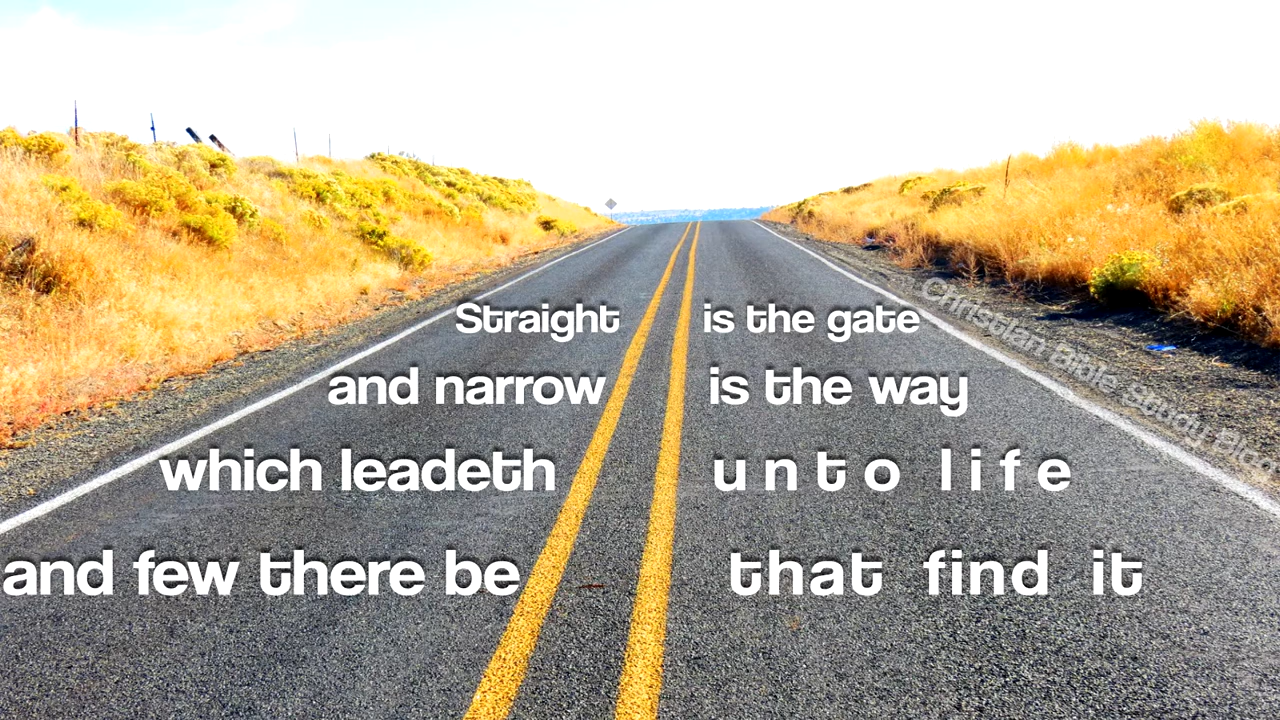 Straight is the gate
and narrow is the way
which leadeth unto life
and few there be that find it
Christian Bible Study